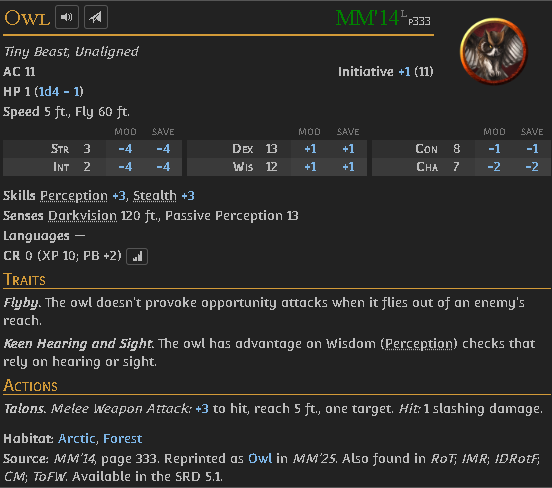 Owl MM'14ᴸ p333
Tiny Beast, Unaligned
AC 11 Initiative +1 (11)
HP 1 (1d4 − 1)
Speed 5 ft., Fly 60 ft.
MOD SAVE MOD SAVE MOD SAVE
Str 3 −4 −4 Dex 13 +1 +1 Con 8 −1 −1
Int 2 −4 −4 Wis 12 +1 +1 Cha 7 −2 −2
Skills Perception +3, Stealth +3
Senses Darkvision 120 ft., Passive Perception 13
Languages —
CR 0 (XP 10; PB +2)
Traits
Flyby. The owl doesn't provoke opportunity attacks when it flies out of an enemy's
reach.
Keen Hearing and Sight. The owl has advantage on Wisdom (Perception) checks that
rely on hearing or sight.
Actions
Talons. Melee Weapon Attack: +3 to hit, reach 5 ft., one target. Hit: 1 slashing damage.
Habitat: Arctic, Forest
Source: MM'14, page 333. Reprinted as Owl in MM'25. Also found in RoT; IMR; IDRotF;
CM; ToFW. Available in the SRD 5.1.